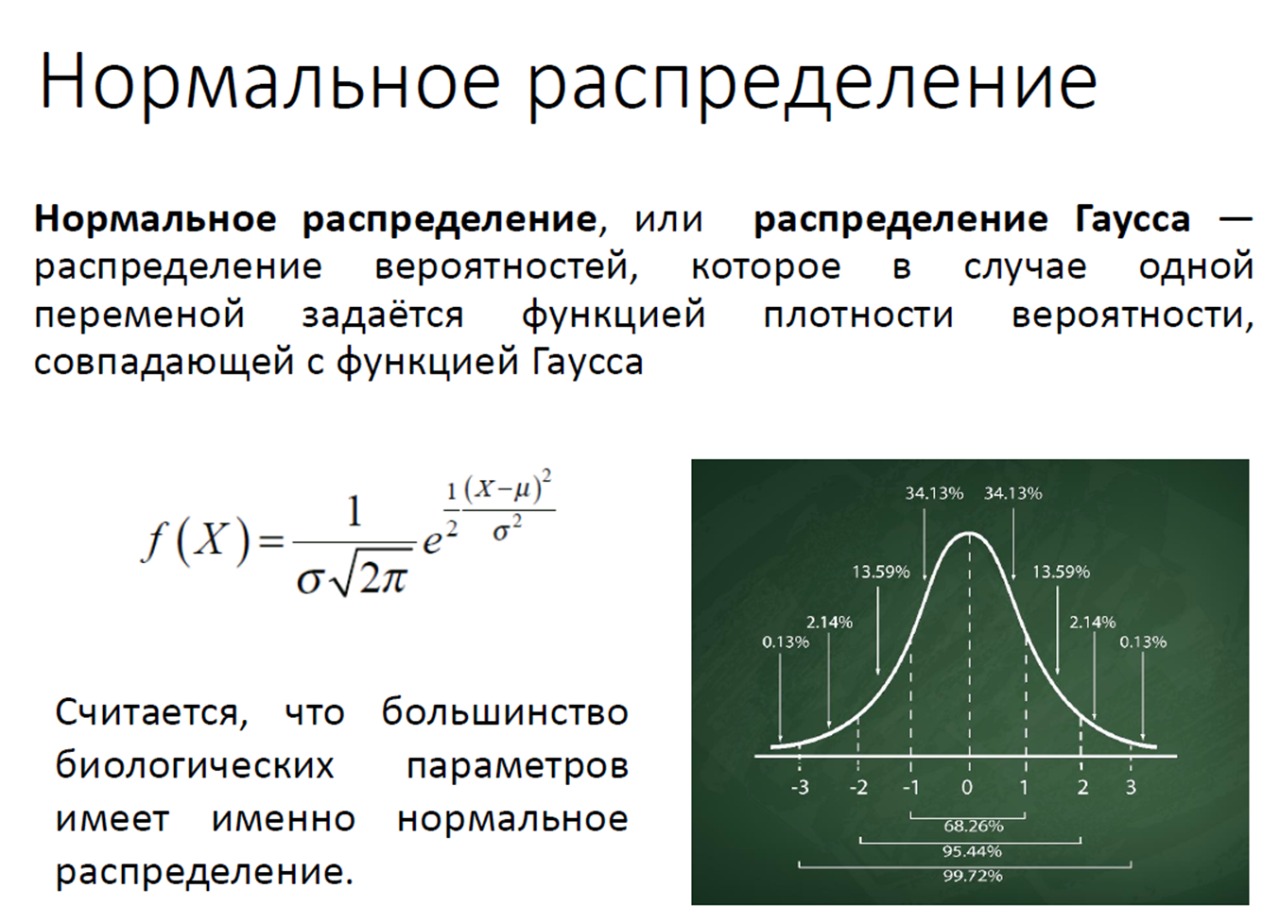 Нормальное распределение
Нормальное распределение, или распределение Гаусса —
распределение вероятностей, которое в случае одной
переменой задаётся функцией плотности вероятности,
совпадающей с функцией Гаусса
f(X)=\frac{1}{\sigma\sqrt{2\pi}}e^{\frac{1}{2}\frac{(X-\mu)^2}{\sigma^2}}
Считается, что большинство
биологических параметров
имеет именно нормальное
распределение.
34.13% 34.13%
13.59% 13.59%
2.14% 2.14%
0.13% 0.13%
-3 -2 -1 0 1 2 3
68.26%
95.44%
99.72%